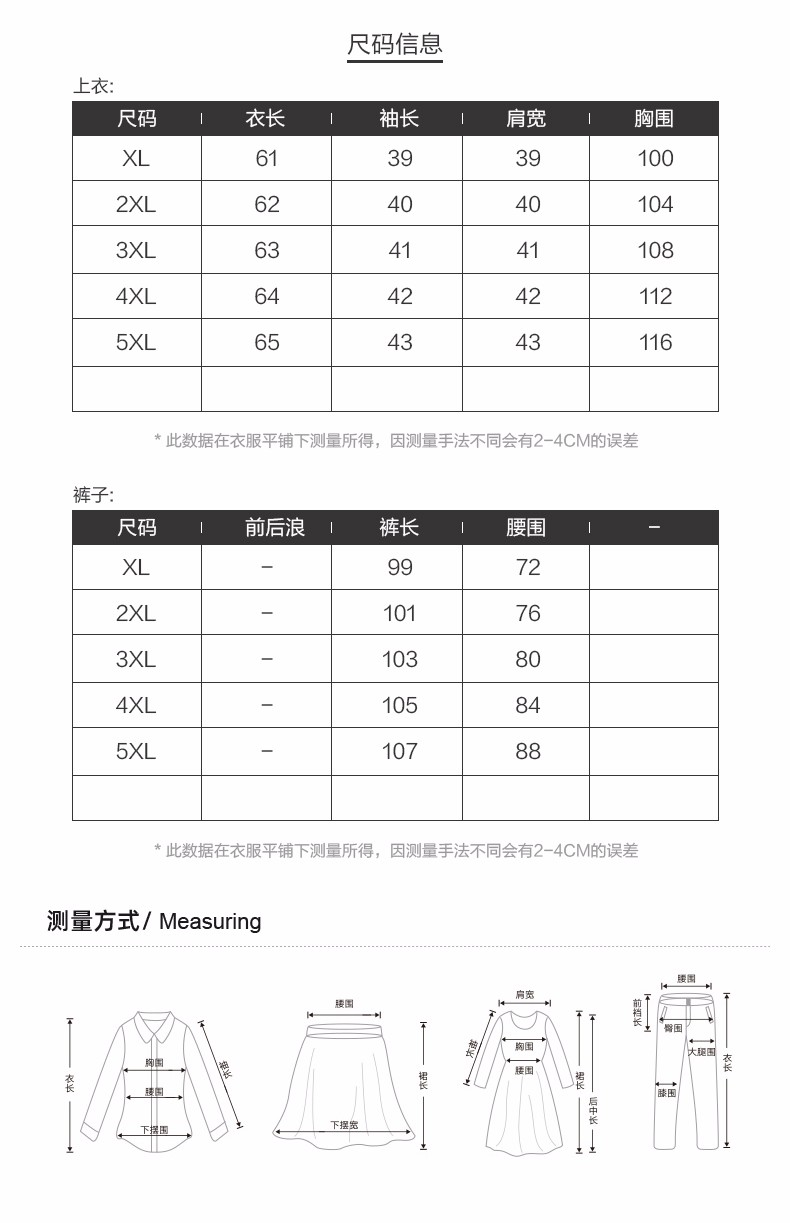 尺码信息
上衣:
尺码 衣长 袖长 肩宽 胸围
XL 61 39 39 100
2XL 62 40 40 104
3XL 63 41 41 108
4XL 64 42 42 112
5XL 65 43 43 116
* 此数据在衣服平铺下测量所得，因测量手法不同会有2-4CM的误差
裤子:
尺码 前后浪 裤长 腰围 -
XL - 99 72
2XL - 101 76
3XL - 103 80
4XL - 105 84
5XL - 107 88
* 此数据在衣服平铺下测量所得，因测量手法不同会有2-4CM的误差
测量方式/ Measuring
衣长
胸围
腰围
下摆围
袖长
腰围
裙长
下摆宽
肩宽
袖长
胸围
腰围
裙长
后中长
腰围
前裆长
臀围
大腿围
膝围
衣长